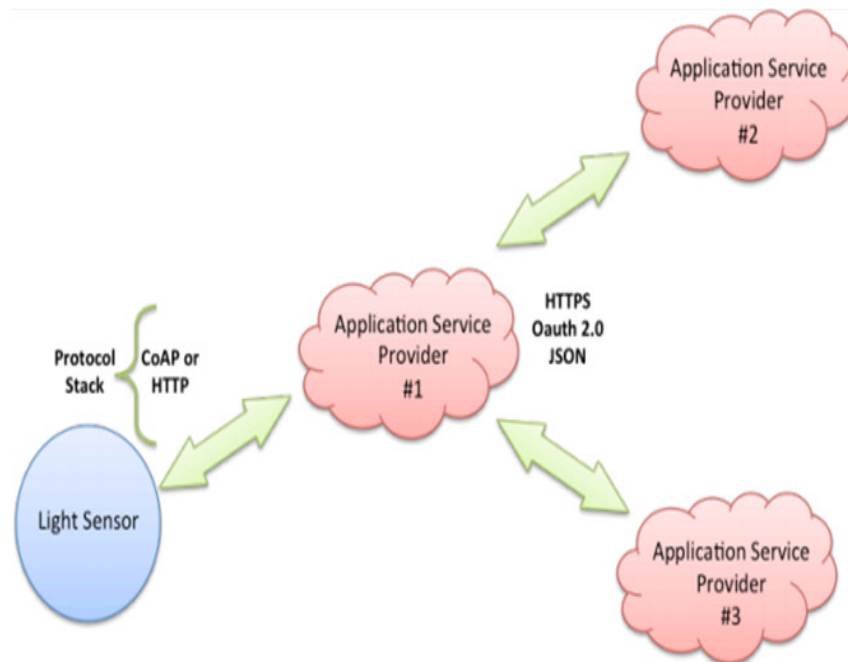 Application Service
Provider
#2
Application Service
Provider
#1
HTTPS
Oauth 2.0
JSON
Protocol
Stack
CoAP or
HTTP
Light Sensor
Application Service
Provider
#3